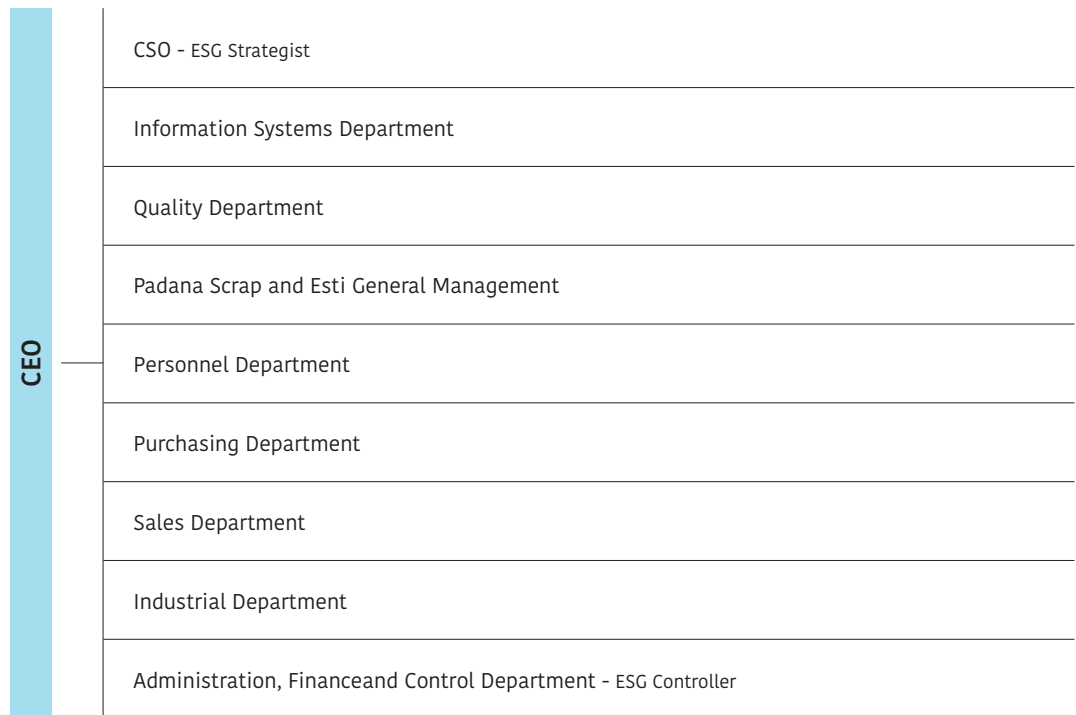 CEO
CSO - ESG Strategist
Information Systems Department
Quality Department
Padana Scrap and Esti General Management
Personnel Department
Purchasing Department
Sales Department
Industrial Department
Administration, Financeand Control Department - ESG Controller